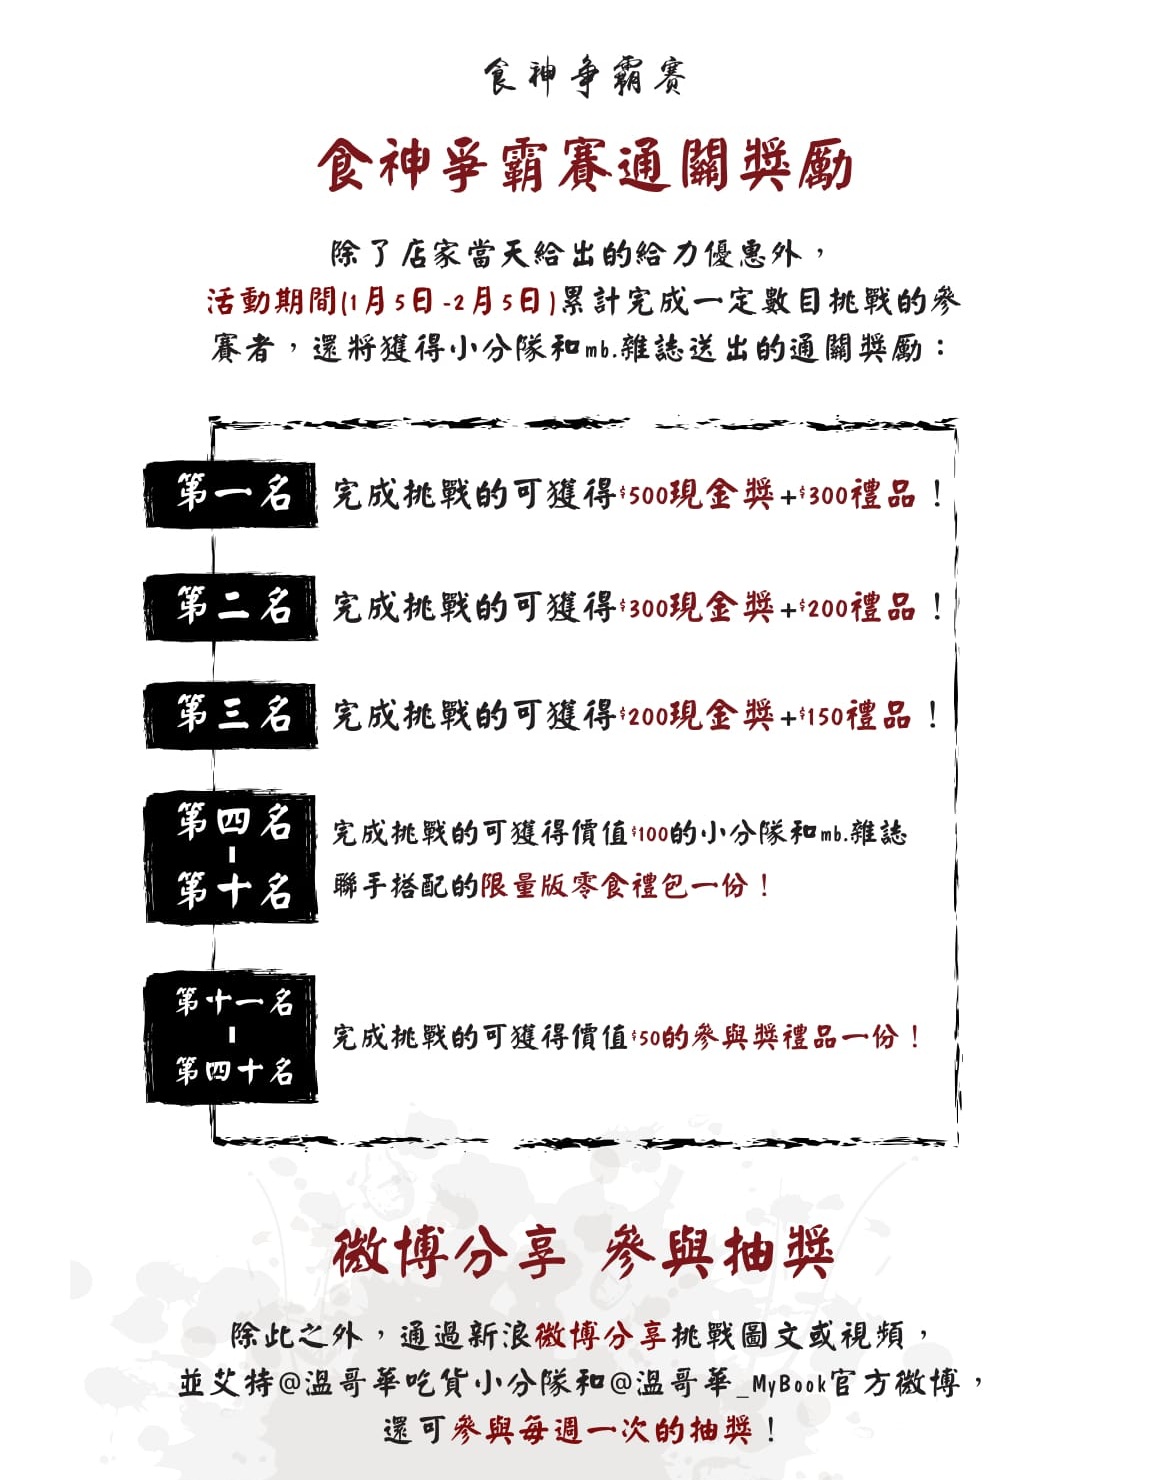 食神争霸賽
食神爭霸賽通關獎勵
除了店家當天給出的給力優惠外，
活動期間(1月5日-2月5日)累計完成一定數目挑戰的參
賽者，還將獲得小分隊和mb.雜誌送出的通關獎勵：
第一名 完成挑戰的可獲得$500現金獎+$300禮品！
第二名 完成挑戰的可獲得$300現金獎+$200禮品！
第三名 完成挑戰的可獲得$200現金獎+$150禮品！
第四名
-
第十名
完成挑戰的可獲得價值$100的小分隊和mb.雜誌
聯手搭配的限量版零食禮包一份！
第十一名
-
第四十名
完成挑戰的可獲得價值$50的參與獎禮品一份！
微博分享 參與抽獎
除此之外，通過新浪微博分享挑戰圖文或視頻，
並艾特@溫哥華吃貨小分隊和@溫哥華_MyBook官方微博，
還可參與每週一次的抽獎！